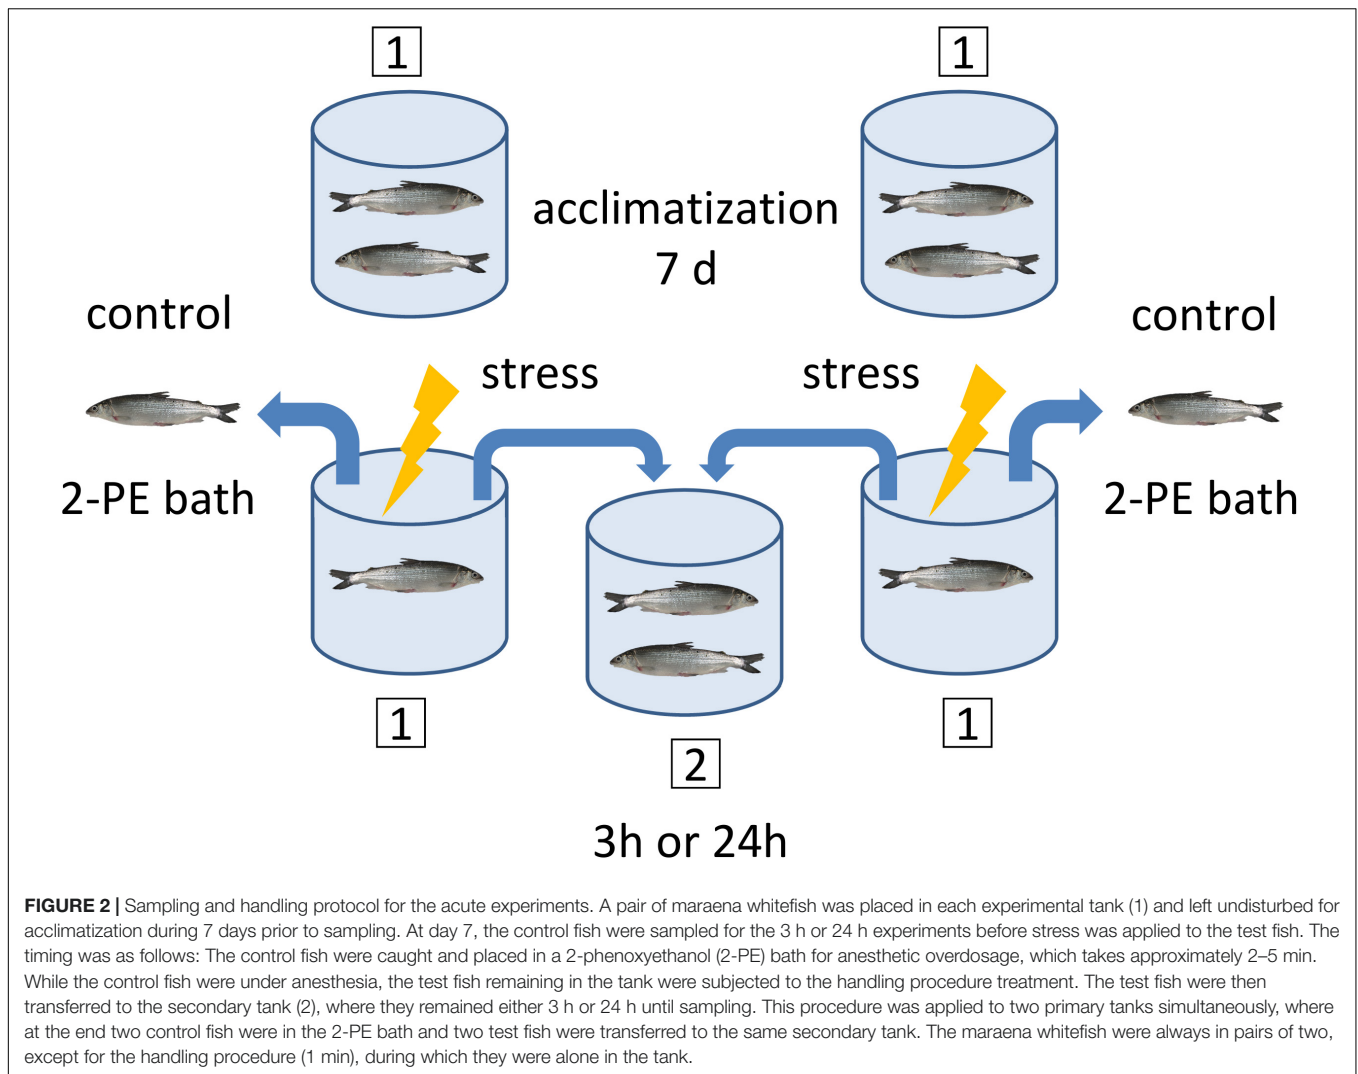 1
1
acclimatization
7 d
control
control
stress
stress
2-PE bath
2-PE bath
1
1
2
3h or 24h
FIGURE 2 | Sampling and handling protocol for the acute experiments. A pair of maraena whitefish was placed in each experimental tank (1) and left undisturbed for
acclimatization during 7 days prior to sampling. At day 7, the control fish were sampled for the 3 h or 24 h experiments before stress was applied to the test fish. The
timing was as follows: The control fish were caught and placed in a 2-phenoxyethanol (2-PE) bath for anesthetic overdosage, which takes approximately 2–5 min.
While the control fish were under anesthesia, the test fish remaining in the tank were subjected to the handling procedure treatment. The test fish were then
transferred to the secondary tank (2), where they remained either 3 h or 24 h until sampling. This procedure was applied to two primary tanks simultaneously, where
at the end two control fish were in the 2-PE bath and two test fish were transferred to the same secondary tank. The maraena whitefish were always in pairs of two,
except for the handling procedure (1 min), during which they were alone in the tank.